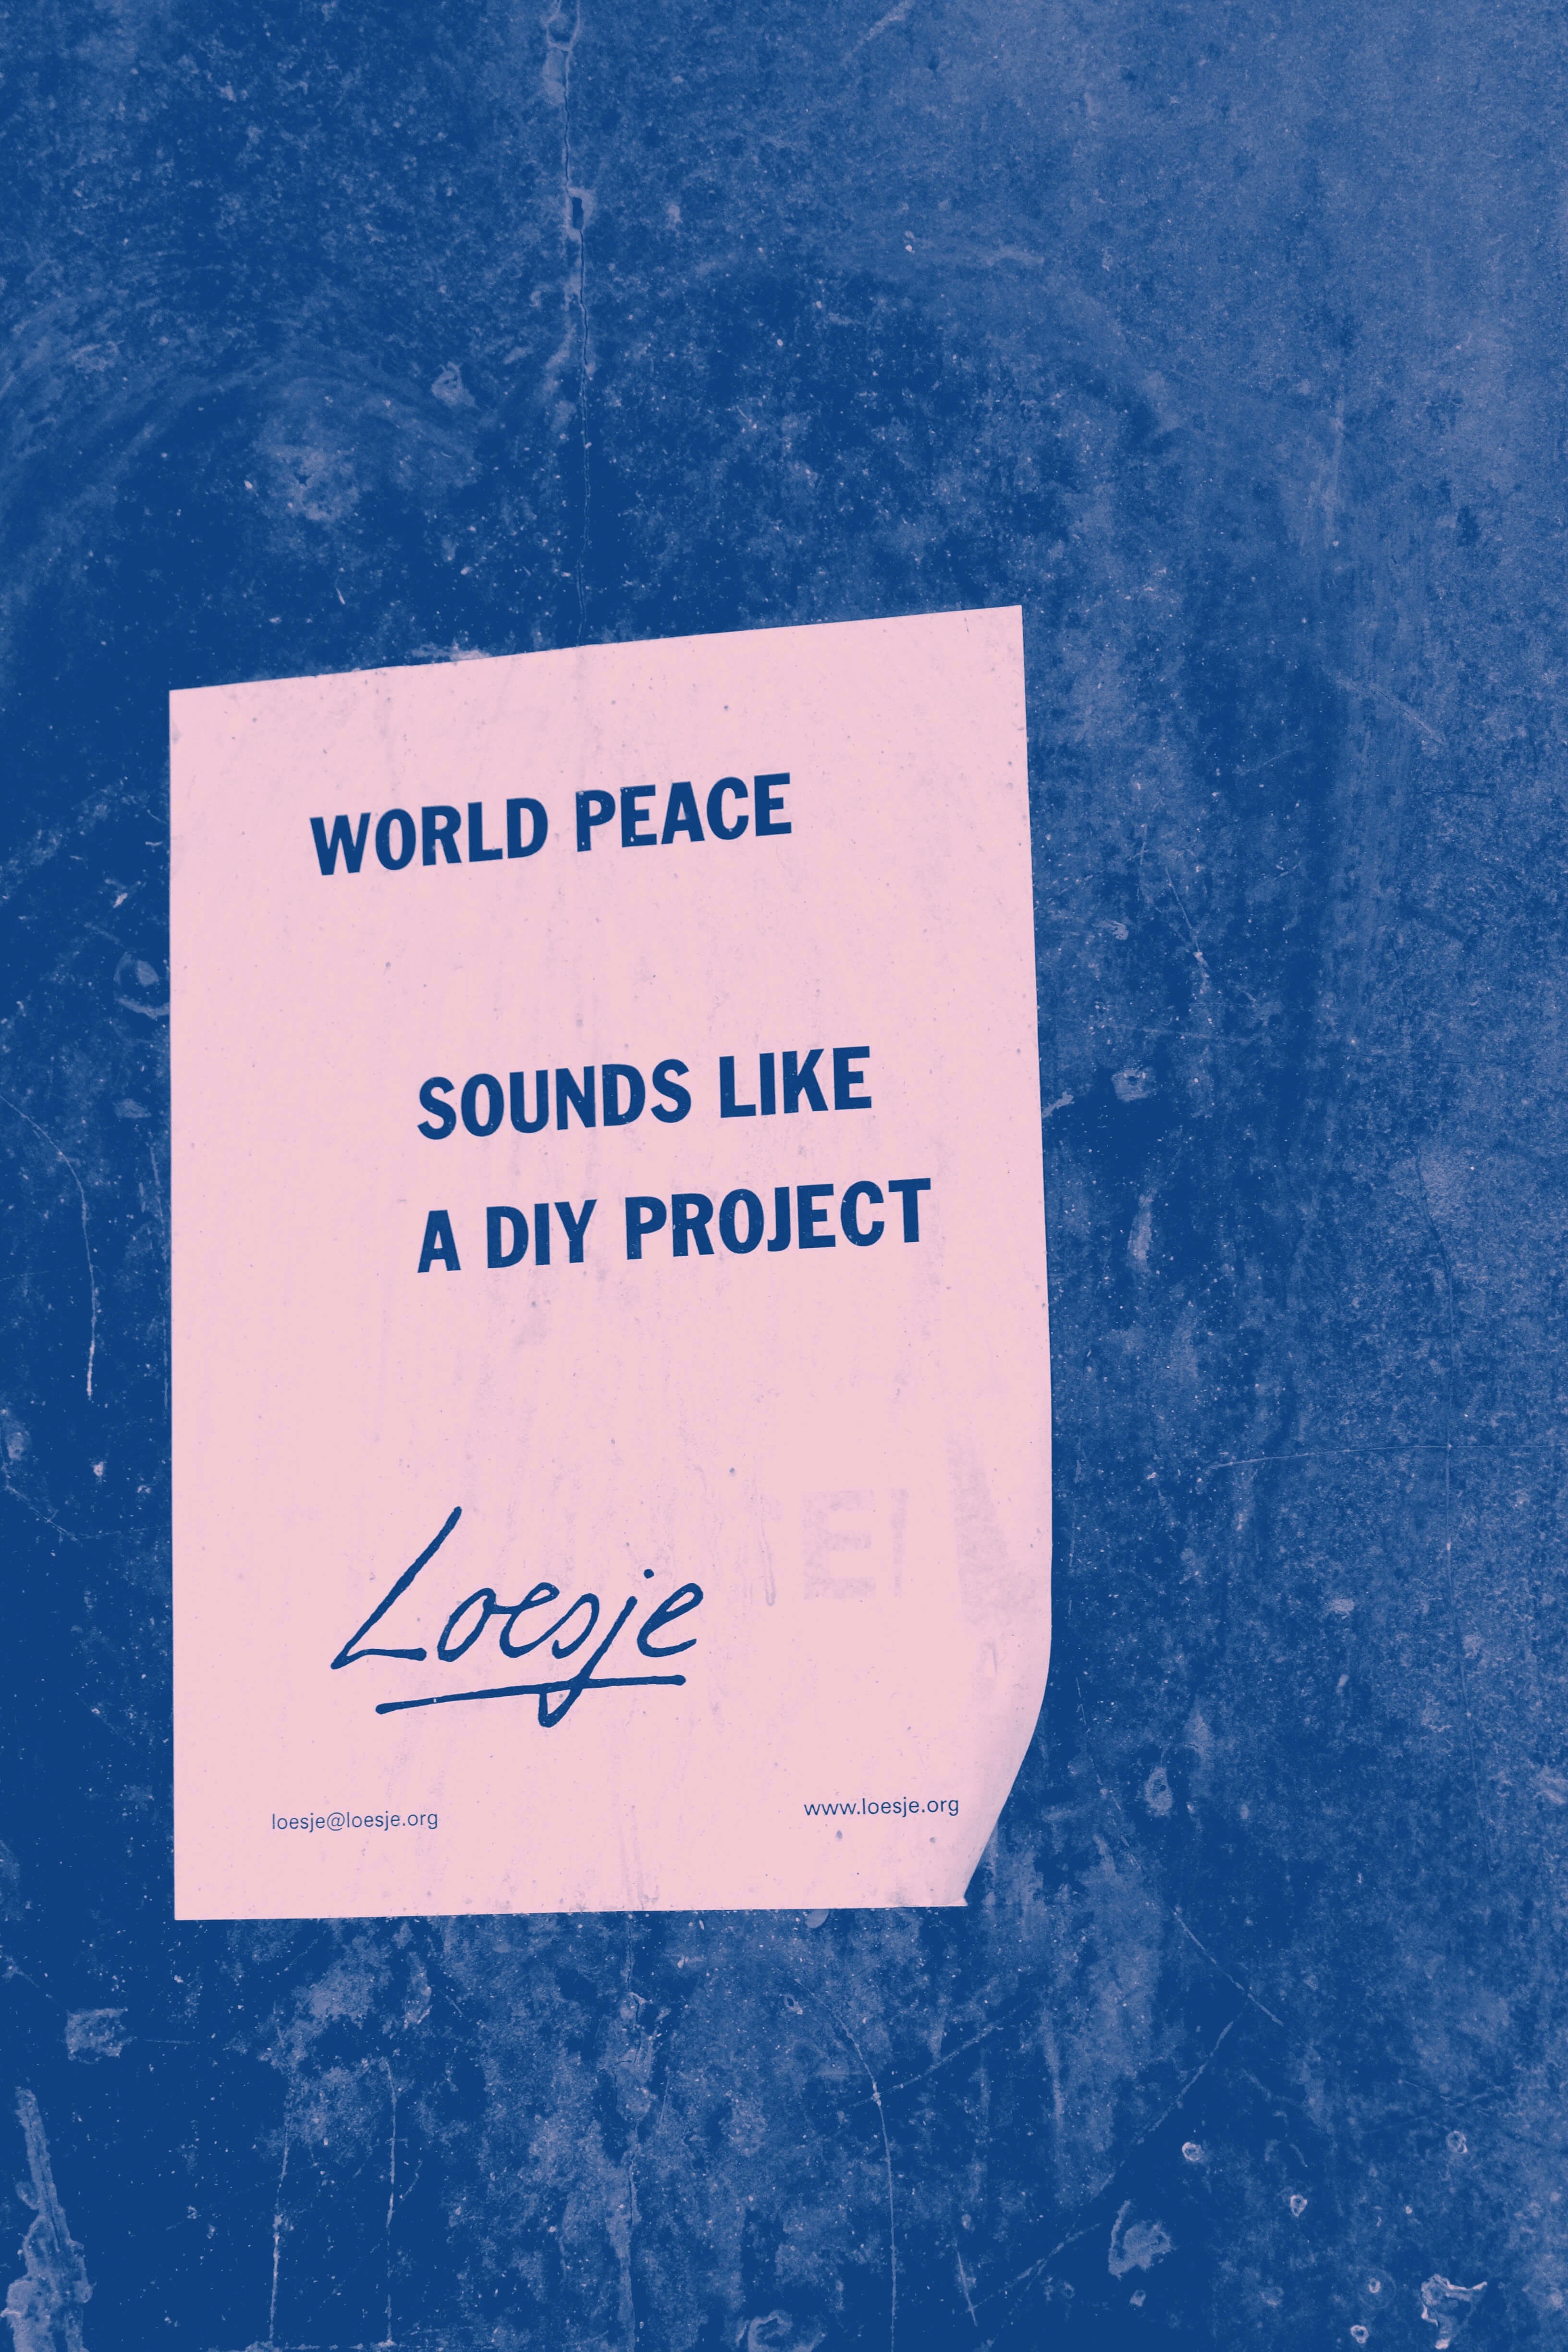 WORLD PEACE
SOUNDS LIKE
A DIY PROJECT
Loesje
loesje@loesje.org
www.loesje.org